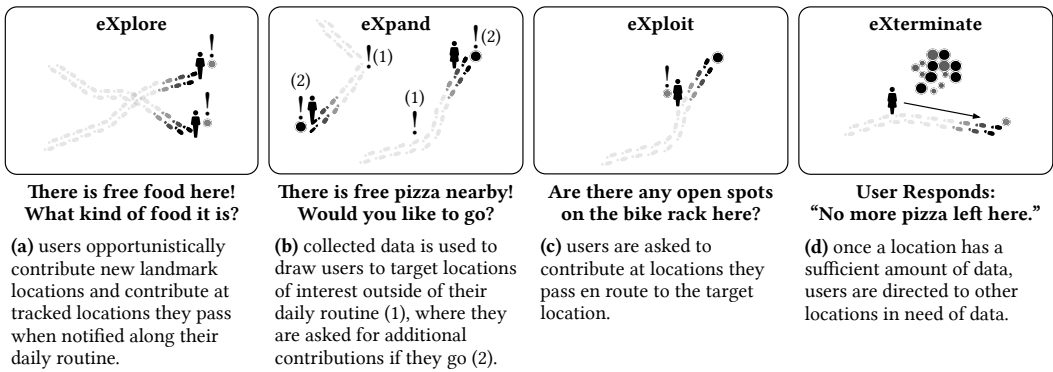 eXplore
!
!
There is free food here!
What kind of food it is?
(a) users opportunistically
contribute new landmark
locations and contribute at
tracked locations they pass
when notified along their
daily routine.
eXpand
! (1)
! (2)
(2)
!
(1)
!
There is free pizza nearby!
Would you like to go?
(b) collected data is used to
draw users to target locations
of interest outside of their
daily routine (1), where they
are asked for additional
contributions if they go (2).
eXploit
!
Are there any open spots
on the bike rack here?
(c) users are asked to
contribute at locations they
pass en route to the target
location.
eXterminate
User Responds:
“No more pizza left here.”
(d) once a location has a
sufficient amount of data,
users are directed to other
locations in need of data.